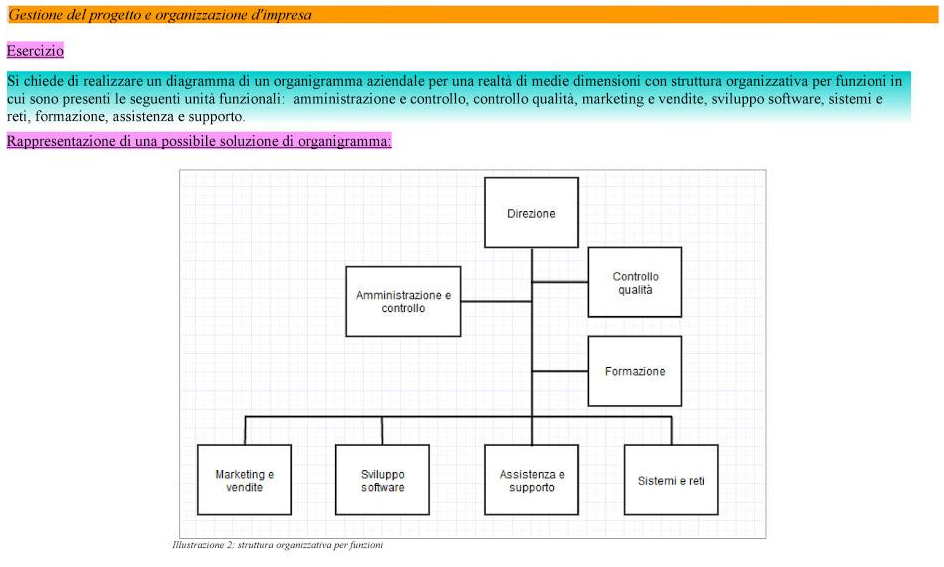 Gestione del progetto e organizzazione d'impresa
Esercizio
Si chiede di realizzare un diagramma di un organigramma aziendale per una realtà di medie dimensioni con struttura organizzativa per funzioni in
cui sono presenti le seguenti unità funzionali: amministrazione e controllo, controllo qualità, marketing e vendite, sviluppo software, sistemi e
reti, formazione, assistenza e supporto.
Rappresentazione di una possibile soluzione di organigramma:
Direzione
Controllo
qualità
Amministrazione e
controllo
Formazione
Marketing e
vendite
Sviluppo
software
Assistenza e
supporto
Sistemi e reti
Illustrazione 2: struttura organizzativa per funzioni